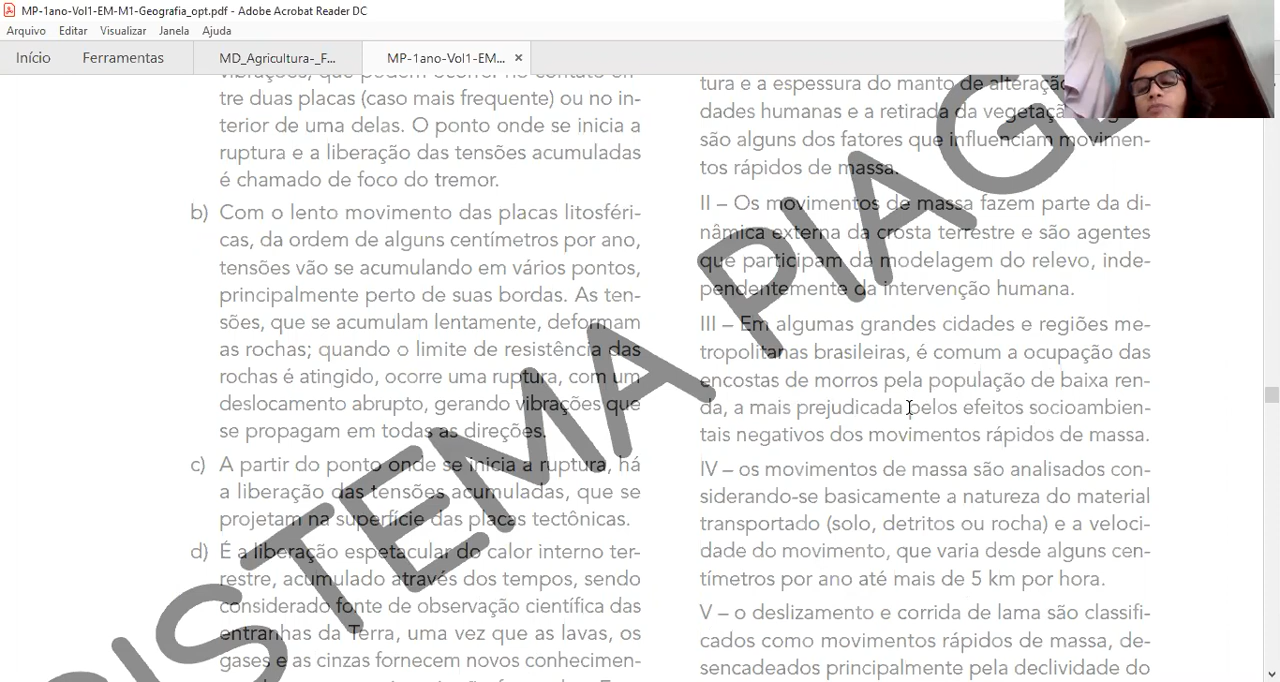 MP-1ano-Vol1-EM-M1-Geografia_opt.pdf - Adobe Acrobat Reader DC
Arquivo Editar Visualizar Janela Ajuda
Início Ferramentas MD_Agricultura-_F... MP-1ano-Vol1-EM... ×
tre duas placas (caso mais frequente) ou no in-
terior de uma delas. O ponto onde se inicia a
ruptura e a liberação das tensões acumuladas
é chamado de foco do tremor.
b) Com o lento movimento das placas litosféri-
cas, da ordem de alguns centímetros por ano,
tensões vão se acumulando em vários pontos,
principalmente perto de suas bordas. As ten-
sões, que se acumulam lentamente, deformam
as rochas; quando o limite de resistência das
rochas é atingido, ocorre uma ruptura, com um
deslocamento abrupto, gerando vibrações que
se propagam em todas as direções.
c) A partir do ponto onde se inicia a ruptura, há
a liberação das tensões acumuladas, que se
projetam na superfície das placas tectônicas.
d) É a liberação espetacular do calor interno ter-
restre, acumulado através dos tempos, sendo
considerado fonte de observação científica das
entranhas da Terra, uma vez que as lavas, os
gases e as cinzas fornecem novos conhecimen-
tura e a espessura do manto de alteração
dades humanas e a retirada da vegetação
são alguns dos fatores que influenciam movimen-
tos rápidos de massa.
II – Os movimentos de massa fazem parte da di-
nâmica externa da crosta terrestre e são agentes
que participam da modelagem do relevo, inde-
pendentemente da intervenção humana.
III – Em algumas grandes cidades e regiões me-
tropolitanas brasileiras, é comum a ocupação das
encostas de morros pela população de baixa ren-
da, a mais prejudicada pelos efeitos socioambien-
tais negativos dos movimentos rápidos de massa.
IV – os movimentos de massa são analisados con-
siderando-se basicamente a natureza do material
transportado (solo, detritos ou rocha) e a veloci-
dade do movimento, que varia desde alguns cen-
tímetros por ano até mais de 5 km por hora.
V – o deslizamento e corrida de lama são classifi-
cados como movimentos rápidos de massa, de-
sencadeados principalmente pela declividade do
SISTEMA PIAGE